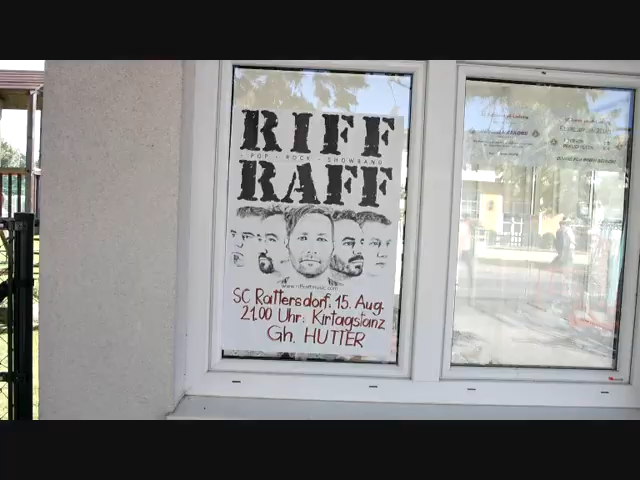 RIFF
- POP - ROCK - SHOWBAND
RAFF
www.riffraffmusic.com
SC Rattersdorf: 15. Aug.
21.00 Uhr: Kirtagstanz
Gh. HUTTER